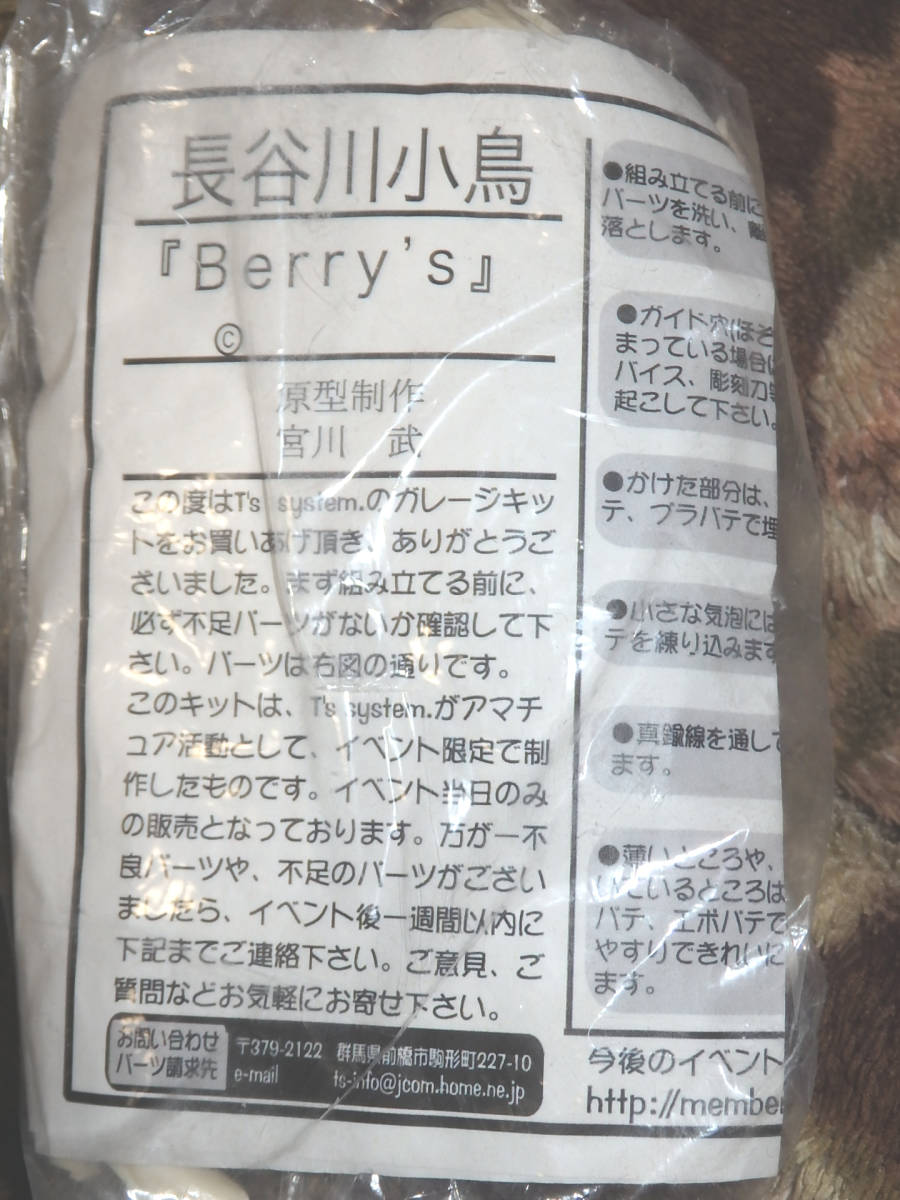 長谷川小鳥
『Berry's』
©
原型制作
宮川　武
この度はT's system.のガレージキッ
トをお買いあげ頂き、ありがとうご
ざいました。まず組み立てる前に、
必ず不足パーツがないか確認して下
さい。パーツは右図の通りです。
このキットは、T's system.がアマチ
ュア活動として、イベント限定で制
作したものです。イベント当日のみ
の販売となっております。万が一不
良パーツや、不足のパーツがござい
ましたら、イベント後一週間以内に
下記までご連絡下さい。ご意見、ご
質問などお気軽にお寄せ下さい。
お問い合わせ
パーツ請求先
〒379-2122 群馬県前橋市駒形町227-10
e-mail ts-info@jcom.home.ne.jp
●組み立てる前に
パーツを洗い、離
落とします。
●ガイド穴(ほぞ
まっている場合は
バイス、彫刻刀等
起こして下さい。
●かけた部分は、
テ、プラパテで埋
●小さな気泡には
テを練り込みます
●真鍮線を通して
ます。
●薄いところや、
いているところは
パテ、エポパテで
やすりできれいに
ます。
今後のイベント
http://member